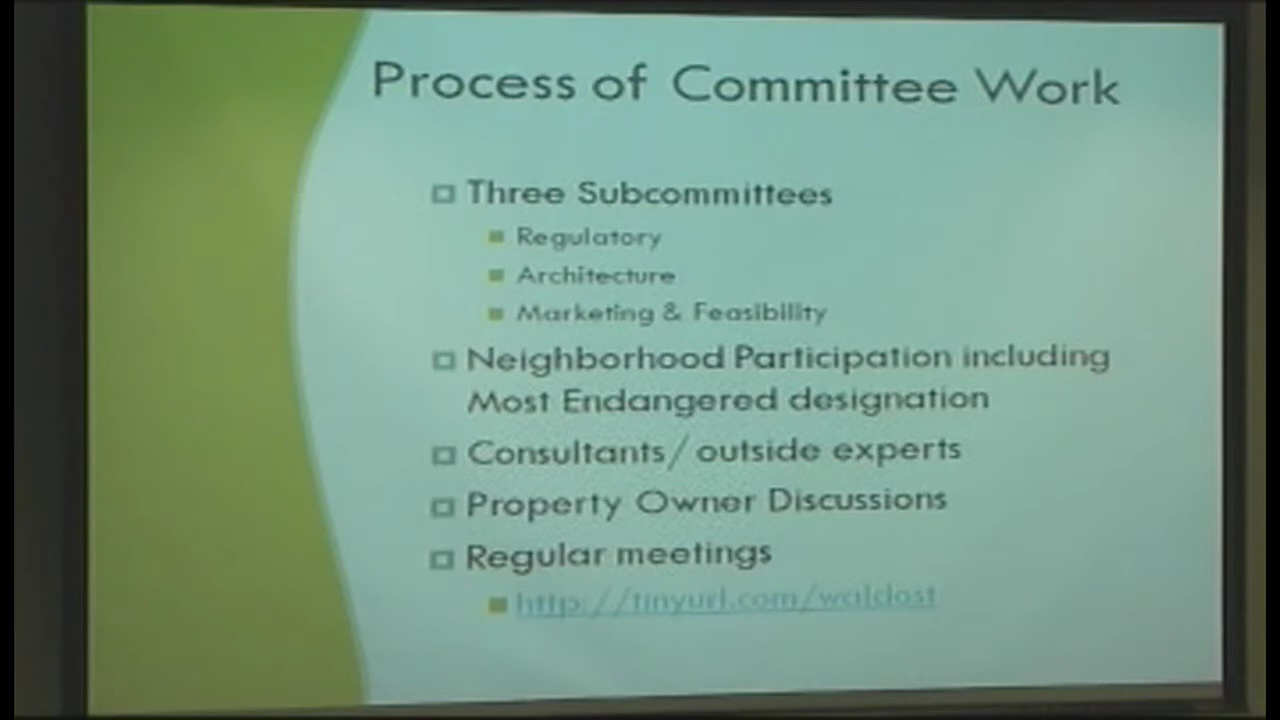 Process of Committee Work
Three Subcommittees
Regulatory
Architecture
Marketing & Feasibility
Neighborhood Participation including
Most Endangered designation
Consultants/ outside experts
Property Owner Discussions
Regular meetings
http://tinyurl.com/waldost